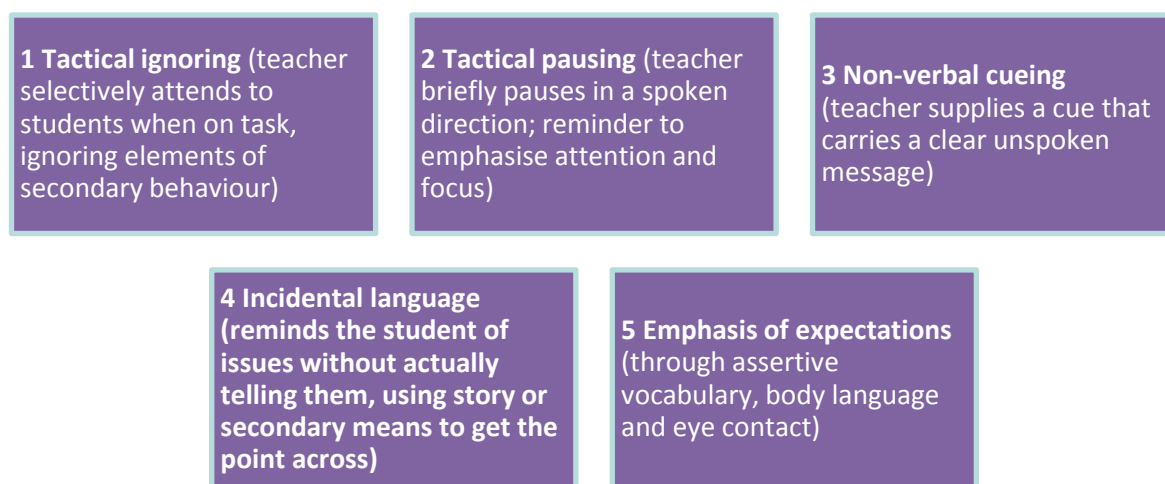 1 Tactical ignoring (teacher
selectively attends to
students when on task,
ignoring elements of
secondary behaviour)
2 Tactical pausing (teacher
briefly pauses in a spoken
direction; reminder to
emphasise attention and
focus)
3 Non-verbal cueing
(teacher supplies a cue that
carries a clear unspoken
message)
4 Incidental language
(reminds the student of
issues without actually
telling them, using story or
secondary means to get the
point across)
5 Emphasis of expectations
(through assertive
vocabulary, body language
and eye contact)